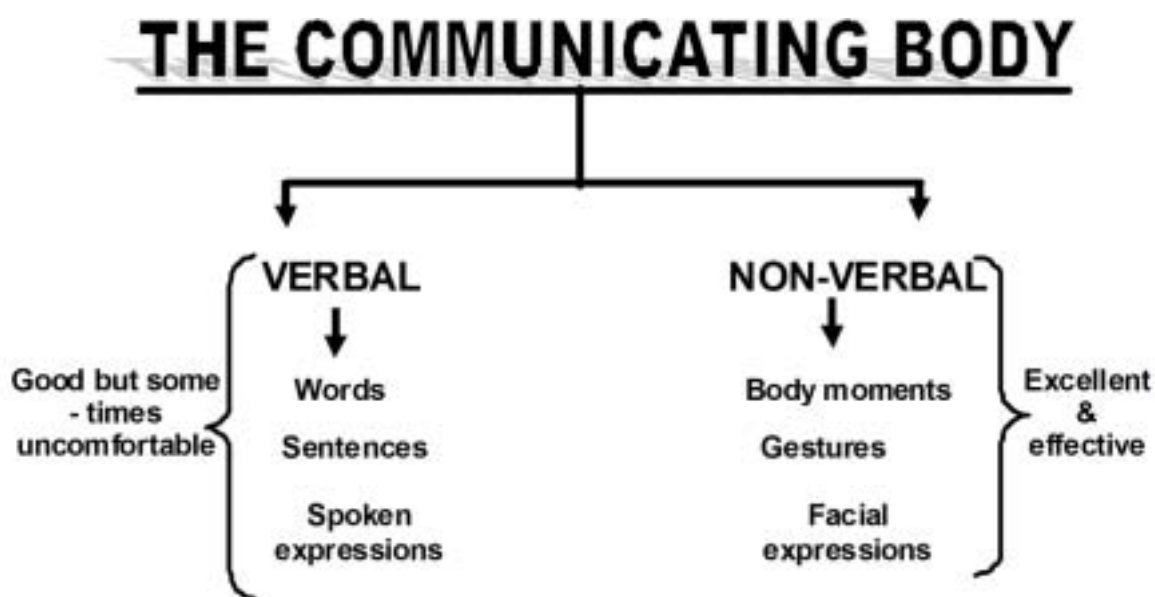 THE COMMUNICATING BODY
VERBAL
Good but some
- times
uncomfortable
Words
Sentences
Spoken
expressions
NON-VERBAL
Body moments
Gestures
Facial
expressions
Excellent
&
effective